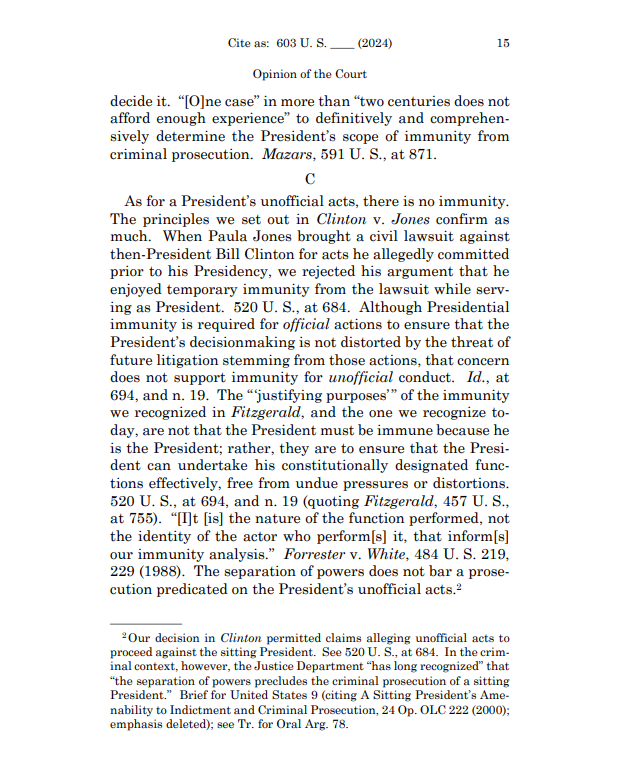 Cite as: 603 U. S. ____ (2024) 15
Opinion of the Court
decide it. “[O]ne case” in more than “two centuries does not
afford enough experience” to definitively and comprehen-
sively determine the President’s scope of immunity from
criminal prosecution. Mazars, 591 U. S., at 871.
C
As for a President’s unofficial acts, there is no immunity.
The principles we set out in Clinton v. Jones confirm as
much. When Paula Jones brought a civil lawsuit against
then-President Bill Clinton for acts he allegedly committed
prior to his Presidency, we rejected his argument that he
enjoyed temporary immunity from the lawsuit while serv-
ing as President. 520 U. S., at 684. Although Presidential
immunity is required for official actions to ensure that the
President’s decisionmaking is not distorted by the threat of
future litigation stemming from those actions, that concern
does not support immunity for unofficial conduct. Id., at
694, and n. 19. The “‘justifying purposes’” of the immunity
we recognized in Fitzgerald, and the one we recognize to-
day, are not that the President must be immune because he
is the President; rather, they are to ensure that the Presi-
dent can undertake his constitutionally designated func-
tions effectively, free from undue pressures or distortions.
520 U. S., at 694, and n. 19 (quoting Fitzgerald, 457 U. S.,
at 755). “[I]t [is] the nature of the function performed, not
the identity of the actor who perform[s] it, that inform[s]
our immunity analysis.” Forrester v. White, 484 U. S. 219,
229 (1988). The separation of powers does not bar a prose-
cution predicated on the President’s unofficial acts.2
2 Our decision in Clinton permitted claims alleging unofficial acts to
proceed against the sitting President. See 520 U. S., at 684. In the crim-
inal context, however, the Justice Department “has long recognized” that
“the separation of powers precludes the criminal prosecution of a sitting
President.” Brief for United States 9 (citing A Sitting President’s Ame-
nability to Indictment and Criminal Prosecution, 24 Op. OLC 222 (2000);
emphasis deleted); see Tr. for Oral Arg. 78.